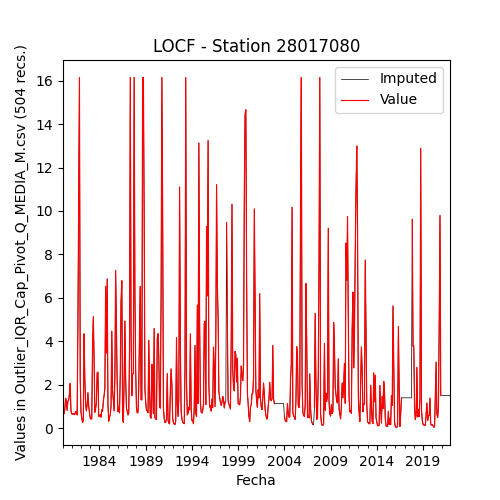 LOCF - Station 28017080
Values in Outlier_IQR_Cap_Pivot_Q_MEDIA_M.csv (504 recs.)
Imputed
Value
16
14
12
10
8
6
4
2
0
1984 1989 1994 1999 2004 2009 2014 2019
Fecha